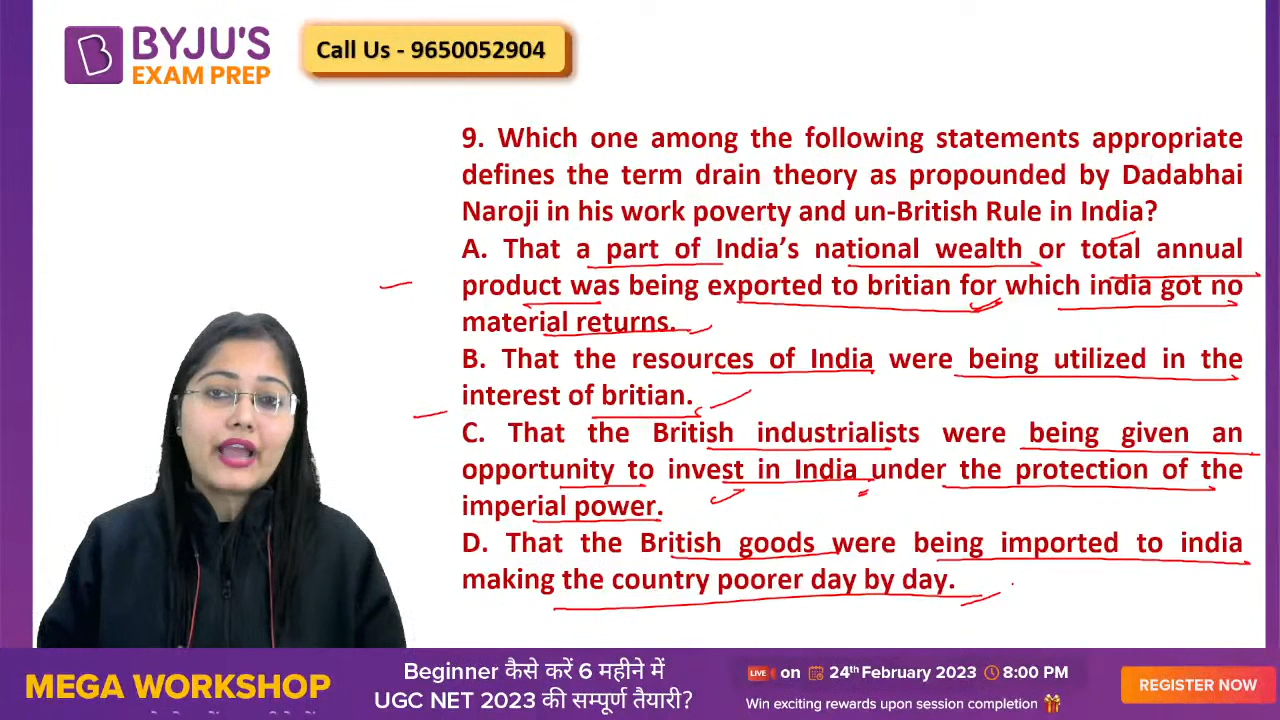 BYJU'S
EXAM PREP
Call Us - 9650052904
9. Which one among the following statements appropriate
defines the term drain theory as propounded by Dadabhai
Naroji in his work poverty and un-British Rule in India?
A. That a part of India's national wealth or total annual
product was being exported to britian for which india got no
material returns.
B. That the resources of India were being utilized in the
interest of britian.
C. That the British industrialists were being given an
opportunity to invest in India under the protection of the
imperial power.
D. That the British goods were being imported to india
making the country poorer day by day.
MEGA WORKSHOP
Beginner कैसे करें 6 महीने में
UGC NET 2023 की सम्पूर्ण तैयारी?
LIVE on 24th February 2023 8:00 PM
Win exciting rewards upon session completion
REGISTER NOW